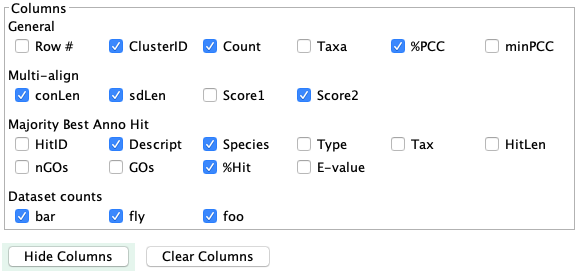 Columns
General
Row # ClusterID Count Taxa %PCC minPCC
Multi-align
conLen sdLen Score1 Score2
Majority Best Anno Hit
HitID Descript Species Type Tax HitLen
nGOs GOs %Hit E-value
Dataset counts
bar fly foo
Hide Columns Clear Columns